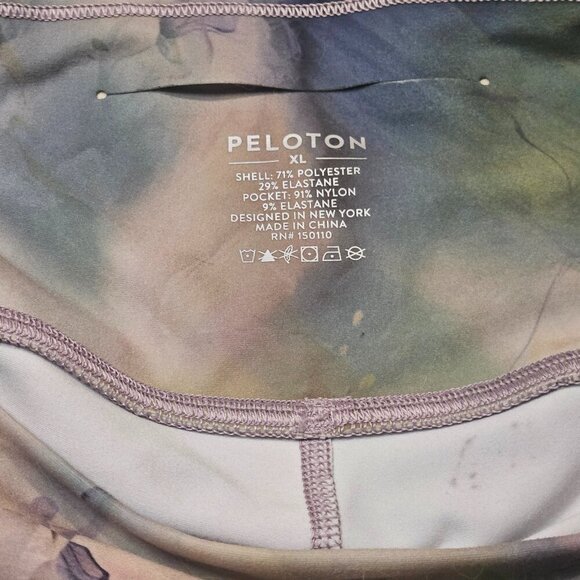 PELOTON
XL
SHELL: 71% POLYESTER
29% ELASTANE
POCKET: 91% NYLON
9% ELASTANE
DESIGNED IN NEW YORK
MADE IN CHINA
RN# 150110